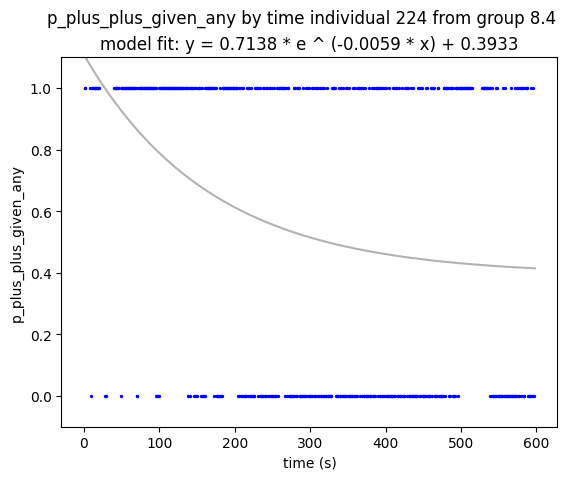 p_plus_plus_given_any by time individual 224 from group 8.4
model fit: y = 0.7138 * e ^ (-0.0059 * x) + 0.3933
1.0
0.8
0.6
0.4
0.2
0.0
p_plus_plus_given_any
0 100 200 300 400 500 600
time (s)